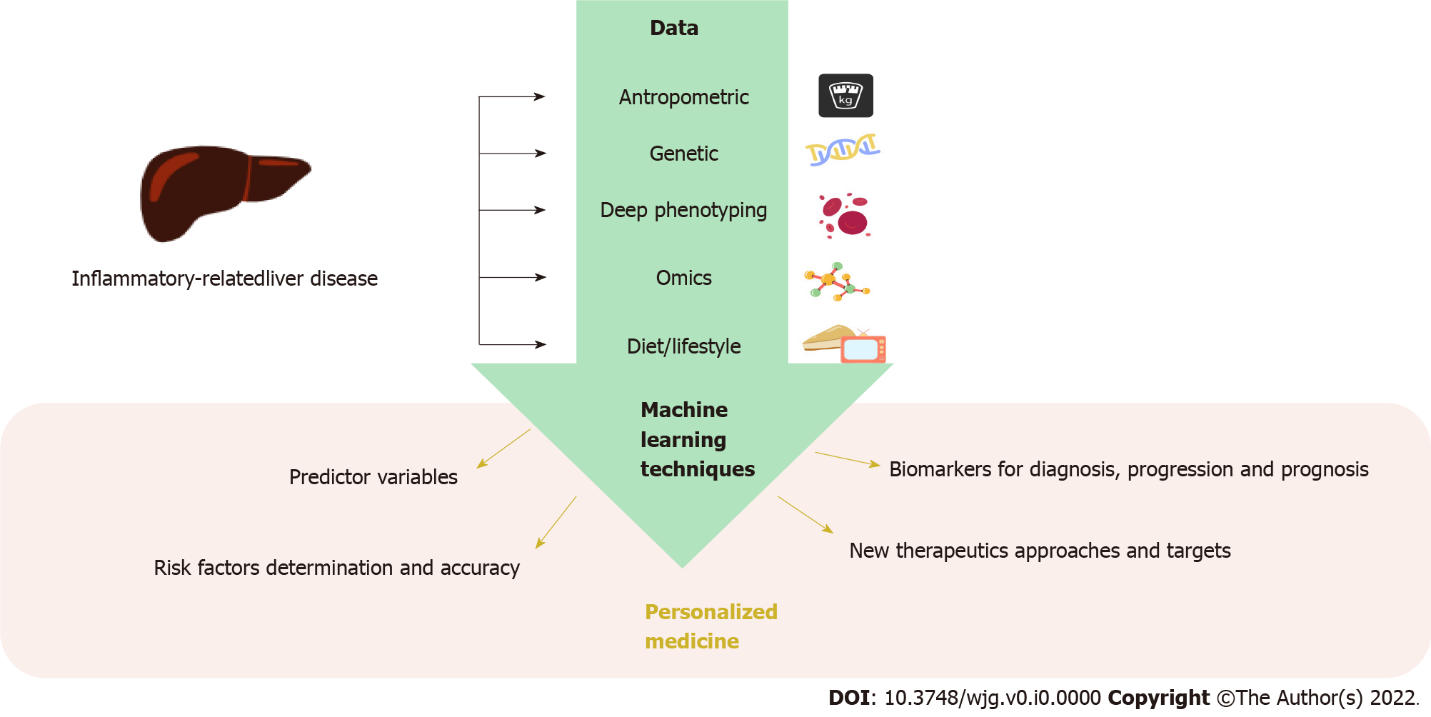 Data
Antropometric
kg
Genetic
Deep phenotyping
Omics
Diet/lifestyle
Inflammatory-relatedliver disease
Machine
learning
techniques
Predictor variables
Risk factors determination and accuracy
Biomarkers for diagnosis, progression and prognosis
New therapeutics approaches and targets
Personalized
medicine
DOI: 10.3748/wjg.v0.i0.0000 Copyright ©The Author(s) 2022.